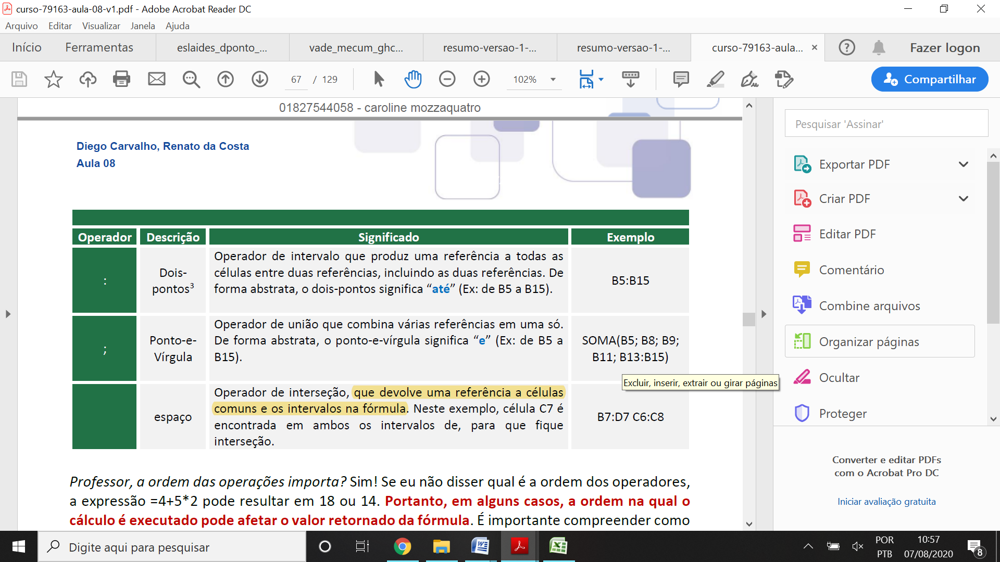 curso-79163-aula-08-v1.pdf - Adobe Acrobat Reader DC
Arquivo Editar Visualizar Janela Ajuda
Início Ferramentas eslaides_dponto_... vade_mecum_ghc... resumo-versao-1-... resumo-versao-1-... curso-79163-aula... × ? Fazer logon
67 / 129 102% Compartilhar
01827544058 - caroline mozzaquatro
Diego Carvalho, Renato da Costa
Aula 08
Operador Descrição Significado Exemplo
:
Dois-
pontos³
Operador de intervalo que produz uma referência a todas as
células entre duas referências, incluindo as duas referências. De
forma abstrata, o dois-pontos significa “até” (Ex: de B5 a B15).
B5:B15
;
Ponto-e-
Vírgula
Operador de união que combina várias referências em uma só.
De forma abstrata, o ponto-e-vírgula significa “e” (Ex: de B5 a
B15).
SOMA(B5; B8; B9;
B11; B13:B15)
espaço
Operador de interseção, que devolve uma referência a células
comuns e os intervalos na fórmula. Neste exemplo, célula C7 é
encontrada em ambos os intervalos de, para que fique
interseção.
B7:D7 C6:C8
Professor, a ordem das operações importa? Sim! Se eu não disser qual é a ordem dos operadores,
a expressão =4+5*2 pode resultar em 18 ou 14. Portanto, em alguns casos, a ordem na qual o
cálculo é executado pode afetar o valor retornado da fórmula. É importante compreender como
Pesquisar 'Assinar'
Exportar PDF
Criar PDF
Editar PDF
Comentário
Combine arquivos
Organizar páginas
Excluir, inserir, extrair ou girar páginas
Ocultar
Proteger
Converter e editar PDFs
com o Acrobat Pro DC
Iniciar avaliação gratuita
Digite aqui para pesquisar
POR
PTB
10:57
07/08/2020
8